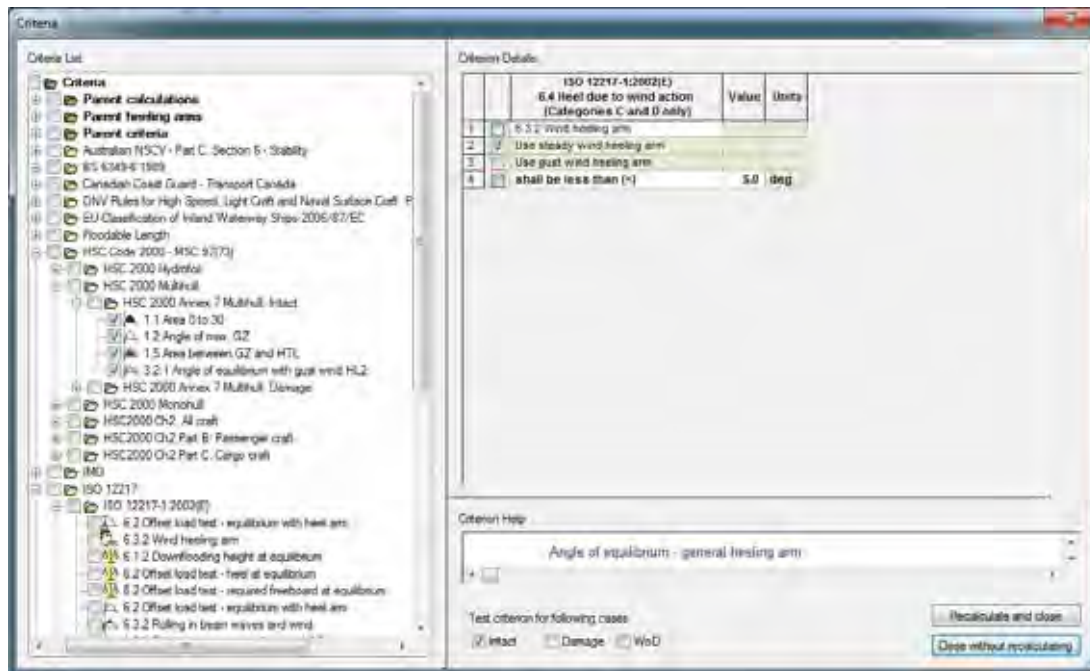 Criteria
Criteria List
Criteria
Parent calculations
Parent heeling arms
Parent criteria
Australian NSCV - Part C. Section 6 - Stability
BS 6349-6 1989
Canadian Coast Guard - Transport Canada
DNV Rules for High Speed, Light Craft and Naval Surface Craft P
EU Classification of Inland Waterway Ships 2006/87/EC
Floodable Length
HSC Code 2000 - MSC 97(73)
HSC 2000 Hydrofoil
HSC 2000 Multihull
HSC 2000 Annex 7 Multihull. Intact
1.1 Area 0 to 30
1.2 Angle of max. GZ
1.5 Area between GZ and HTL
3.2.1 Angle of equilibrium with gust wind HL2
HSC 2000 Annex 7 Multihull. Damage
HSC 2000 Monohull
HSC2000 Ch2. All craft
HSC2000 Ch2 Part B. Passenger craft
HSC2000 Ch2 Part C. Cargo craft
IMO
ISO 12217
ISO 12217-1:2002(E)
6.2 Offset load test - equilibrium with heel arm
6.3.2 Wind heeling arm
6.1.2 Downflooding height at equilibrium
6.2 Offset load test - heel at equilibrium
6.2 Offset load test - required freeboard at equilibrium
6.2 Offset load test - equilibrium with heel arm
6.3.2 Rolling in beam waves and wind
Criterion Details
ISO 12217-1:2002(E)
6.4 Heel due to wind action
(Categories C and D only)
Value Units
1 6.3.2 Wind heeling arm
2 Use steady wind heeling arm
3 Use gust wind heeling arm
4 shall be less than (<) 5.0 deg
Criterion Help
Angle of equilibrium - general heeling arm
Test criterion for following cases
Intact Damage WoD
Recalculate and close
Close without recalculating